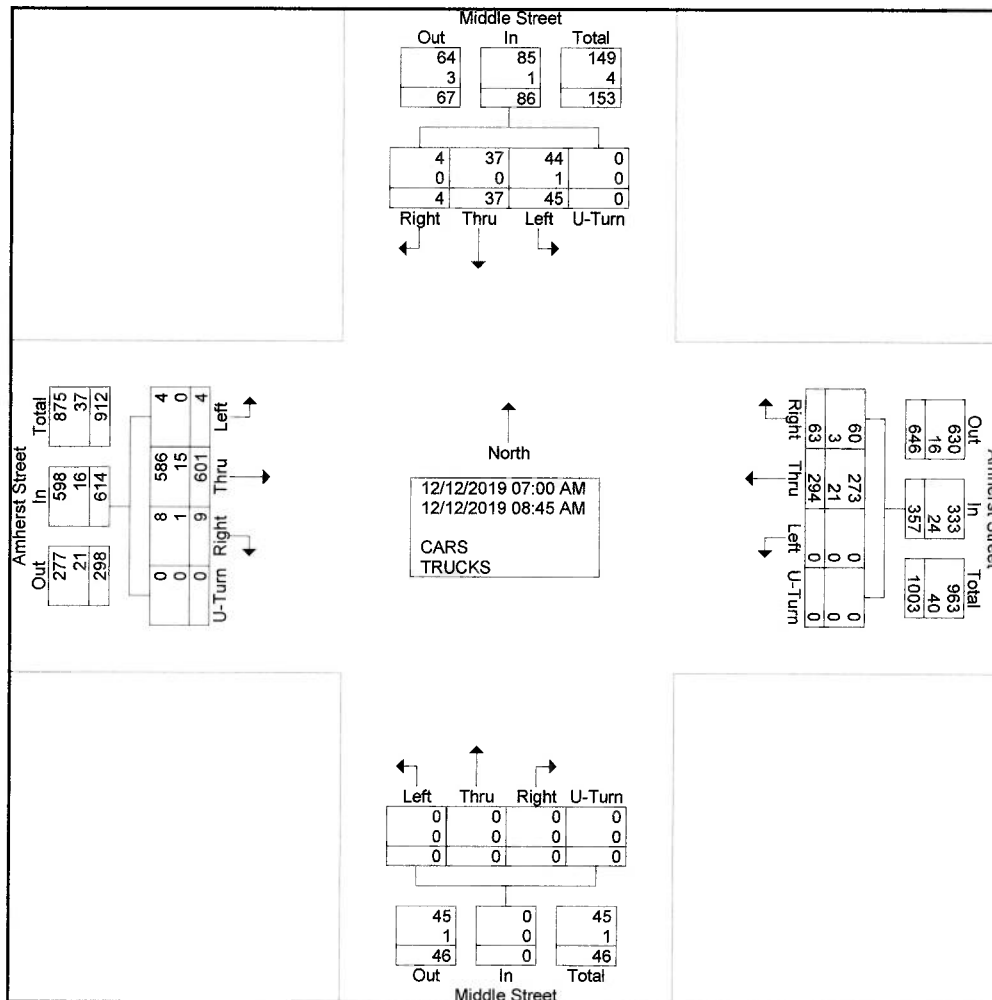 Middle Street
Out In Total
64 85 149
3 1 4
67 86 153
4 37 44 0
0 0 1 0
4 37 45 0
Right Thru Left U-Turn
Amherst Street
Total In Out
875 598 277
37 16 21
912 614 298
4 586 8 0
0 15 1 0
4 601 9 0
Left Thru Right U-Turn
North
12/12/2019 07:00 AM
12/12/2019 08:45 AM
CARS
TRUCKS
Right Thru Left U-Turn
60 273 0 0
3 21 0 0
63 294 0 0
Out In Total
630 333 963
16 24 40
646 357 1003
Amherst Street
Left Thru Right U-Turn
0 0 0 0
0 0 0 0
0 0 0 0
45 0 45
1 0 1
46 0 46
Out In Total
Middle Street